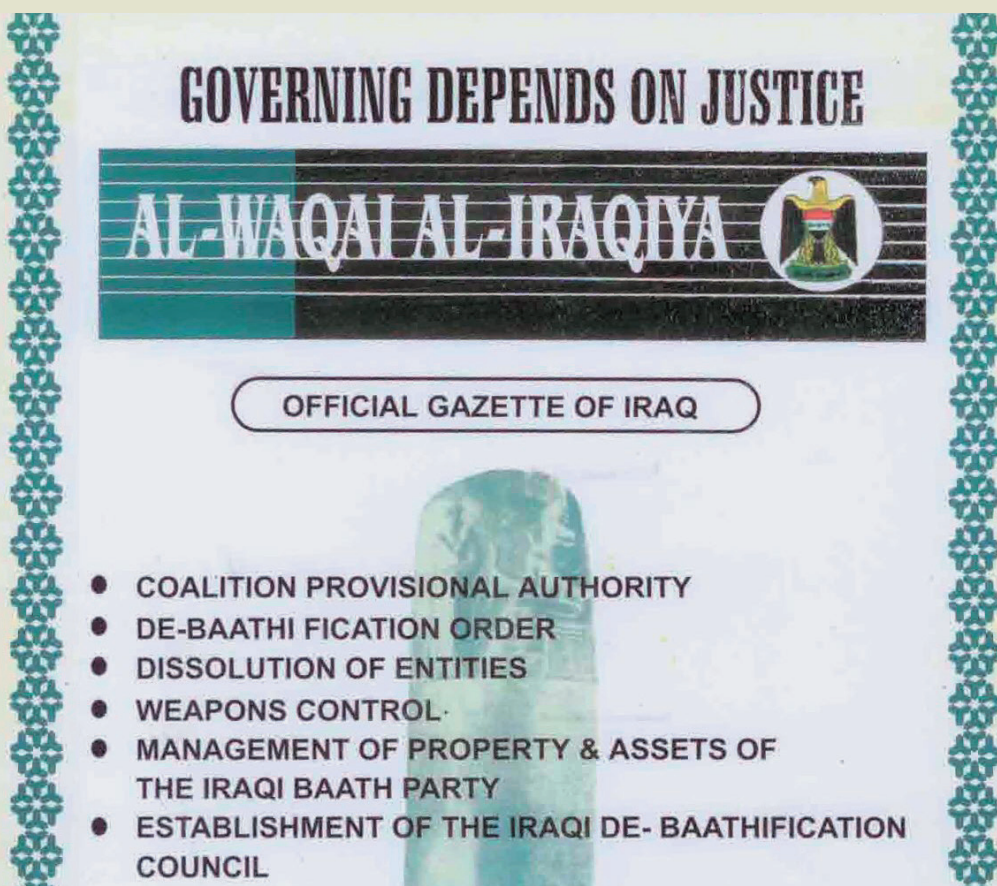 GOVERNING DEPENDS ON JUSTICE
AL-WAQAI AL-IRAQIYA
OFFICIAL GAZETTE OF IRAQ
• COALITION PROVISIONAL AUTHORITY
• DE-BAATHI FICATION ORDER
• DISSOLUTION OF ENTITIES
• WEAPONS CONTROL
• MANAGEMENT OF PROPERTY & ASSETS OF
THE IRAQI BAATH PARTY
• ESTABLISHMENT OF THE IRAQI DE- BAATHIFICATION
COUNCIL